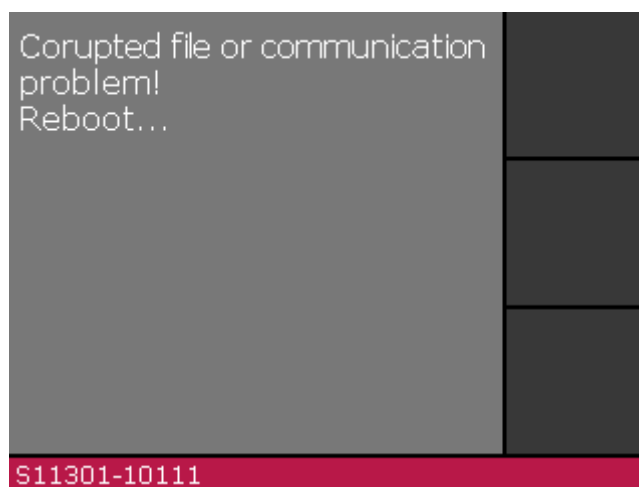 Corupted file or communication
problem!
Reboot...
S11301-10111